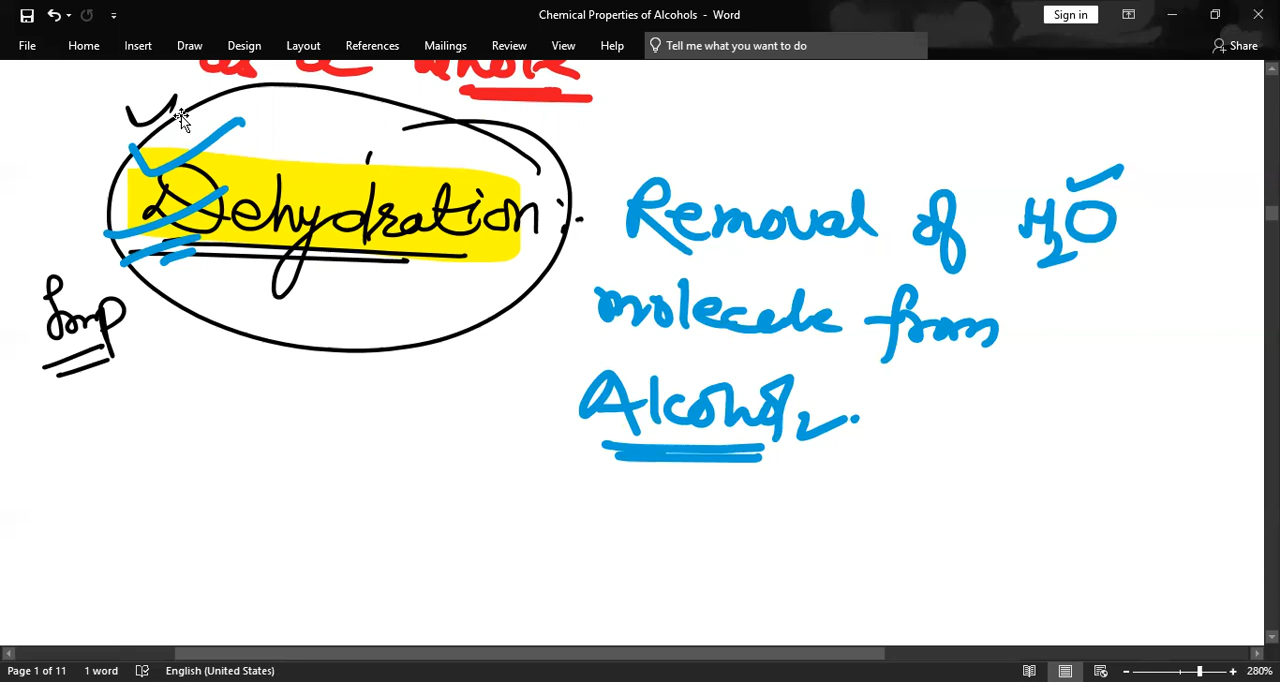 Chemical Properties of Alcohols - Word
Sign in
File Home Insert Draw Design Layout References Mailings Review View Help Tell me what you want to do Share
as a whole
Dehydration :- Removal of H₂O
molecule from
Alcohol
Imp
Page 1 of 11 1 word English (United States) 280%